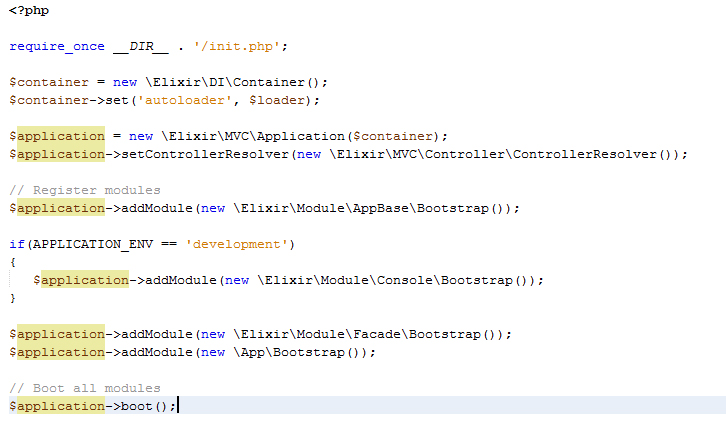 <?php
require_once __DIR__ . '/init.php';
$container = new \Elixir\DI\Container();
$container->set('autoloader', $loader);
$application = new \Elixir\MVC\Application($container);
$application->setControllerResolver(new \Elixir\MVC\Controller\ControllerResolver());
// Register modules
$application->addModule(new \Elixir\Module\AppBase\Bootstrap());
if(APPLICATION_ENV == 'development')
{
$application->addModule(new \Elixir\Module\Console\Bootstrap());
}
$application->addModule(new \Elixir\Module\Facade\Bootstrap());
$application->addModule(new \App\Bootstrap());
// Boot all modules
$application->boot();